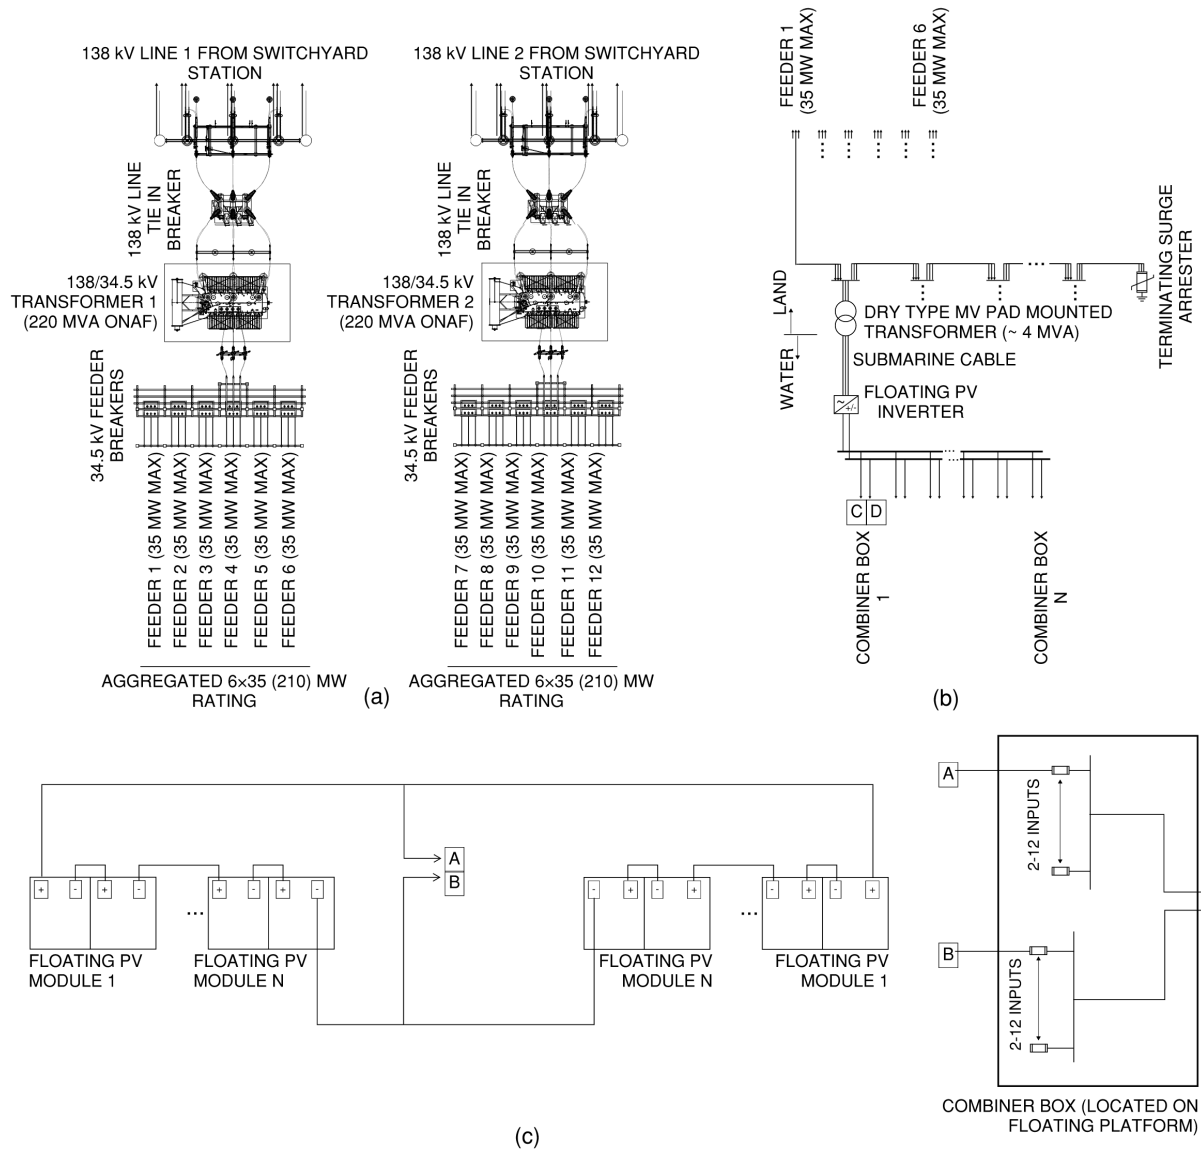 138 kV LINE 1 FROM SWITCHYARD
STATION
138 kV LINE
TIE IN
BREAKER
138/34.5 kV
TRANSFORMER 1
(220 MVA ONAF)
34.5 kV FEEDER
BREAKERS
FEEDER 1 (35 MW MAX)
FEEDER 2 (35 MW MAX)
FEEDER 3 (35 MW MAX)
FEEDER 4 (35 MW MAX)
FEEDER 5 (35 MW MAX)
FEEDER 6 (35 MW MAX)
AGGREGATED 6×35 (210) MW
RATING
138 kV LINE 2 FROM SWITCHYARD
STATION
138 kV LINE
TIE IN
BREAKER
138/34.5 kV
TRANSFORMER 2
(220 MVA ONAF)
34.5 kV FEEDER
BREAKERS
FEEDER 7 (35 MW MAX)
FEEDER 8 (35 MW MAX)
FEEDER 9 (35 MW MAX)
FEEDER 10 (35 MW MAX)
FEEDER 11 (35 MW MAX)
FEEDER 12 (35 MW MAX)
AGGREGATED 6×35 (210) MW
RATING
(a)
FEEDER 1
(35 MW MAX)
FEEDER 6
(35 MW MAX)
TERMINATING SURGE
ARRESTER
LAND
WATER
DRY TYPE MV PAD MOUNTED
TRANSFORMER (~ 4 MVA)
SUBMARINE CABLE
~
+/-
FLOATING PV
INVERTER
C D
COMBINER BOX
1
COMBINER BOX
N
(b)
A
B
+ - + - + - + -
- + - + - + - +
FLOATING PV
MODULE 1
FLOATING PV
MODULE N
FLOATING PV
MODULE N
FLOATING PV
MODULE 1
A
2-12 INPUTS
B
2-12 INPUTS
COMBINER BOX (LOCATED ON
FLOATING PLATFORM)
(c)